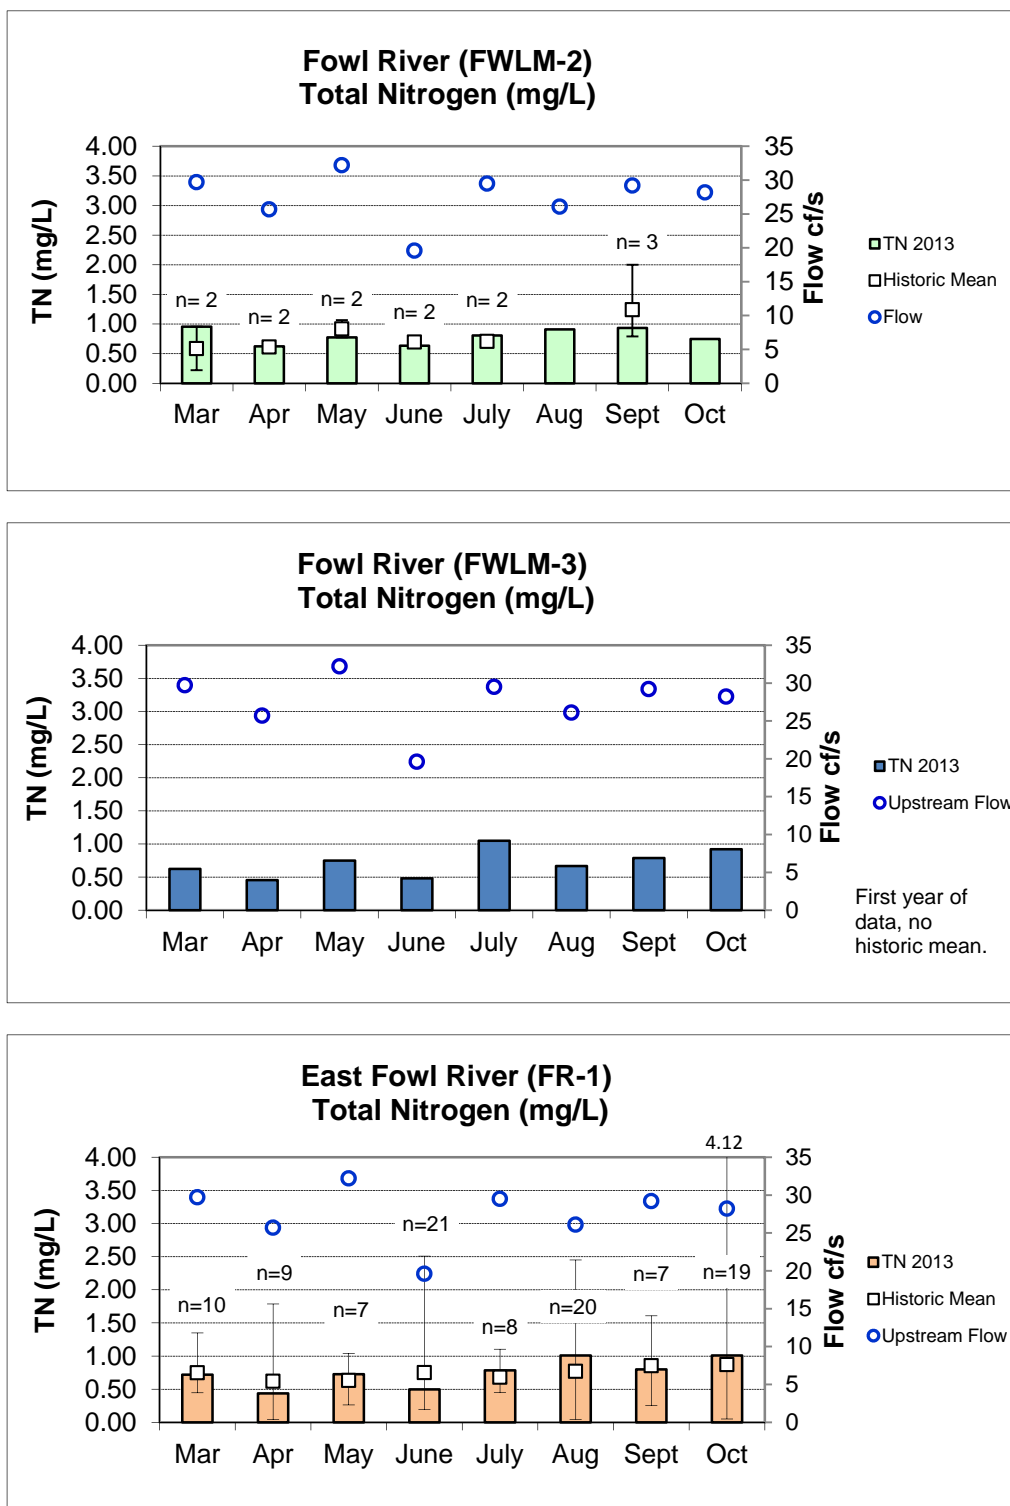 Fowl River (FWLM-2)
Total Nitrogen (mg/L)
TN (mg/L)
4.00
3.50
3.00
2.50
2.00
1.50
1.00
0.50
0.00
n= 2
n= 2
n= 2
n= 2
n= 2
n= 3
35
30
25
20
15
10
5
0
Flow cf/s
Mar Apr May June July Aug Sept Oct
TN 2013
Historic Mean
Flow
Fowl River (FWLM-3)
Total Nitrogen (mg/L)
TN (mg/L)
4.00
3.50
3.00
2.50
2.00
1.50
1.00
0.50
0.00
35
30
25
20
15
10
5
0
Flow cf/s
Mar Apr May June July Aug Sept Oct
TN 2013
Upstream Flow
First year of
data, no
historic mean.
East Fowl River (FR-1)
Total Nitrogen (mg/L)
TN (mg/L)
4.00
3.50
3.00
2.50
2.00
1.50
1.00
0.50
0.00
4.12
n=10
n=9
n=7
n=21
n=8
n=20
n=7
n=19
35
30
25
20
15
10
5
0
Flow cf/s
Mar Apr May June July Aug Sept Oct
TN 2013
Historic Mean
Upstream Flow